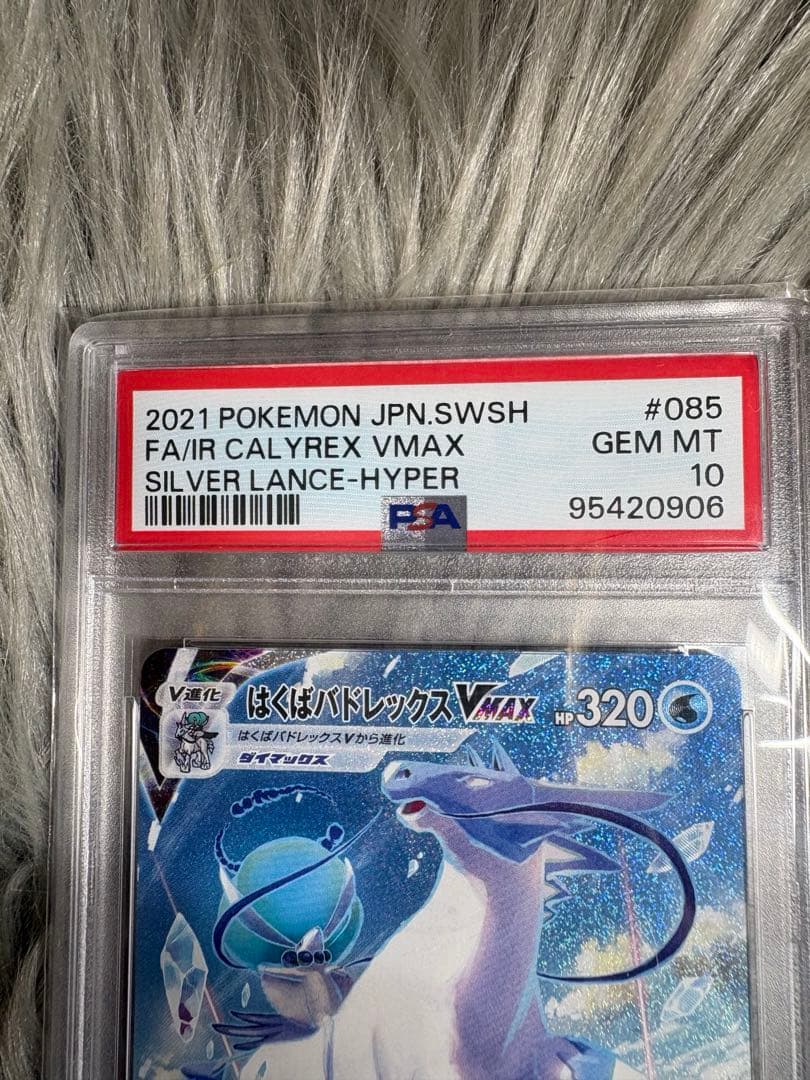 2021 POKEMON JPN.SWSH #085
FA/IR CALYREX VMAX GEM MT
SILVER LANCE-HYPER 10
PSA 95420906
V進化 はくばバドレックスVMAX HP320
はくばバドレックスVから進化
ダイマックス